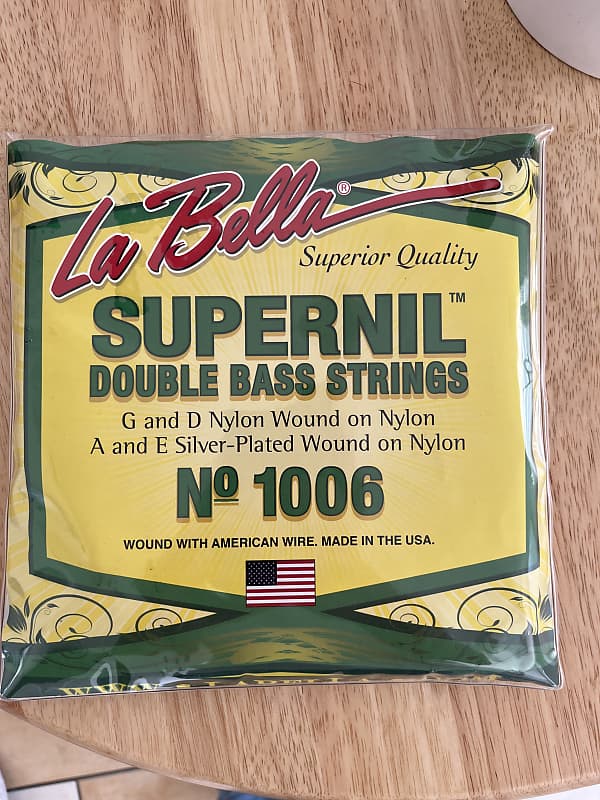 La Bella®
Superior Quality
SUPERNIL™
DOUBLE BASS STRINGS
G and D Nylon Wound on Nylon
A and E Silver-Plated Wound on Nylon
Nº 1006
WOUND WITH AMERICAN WIRE. MADE IN THE USA.